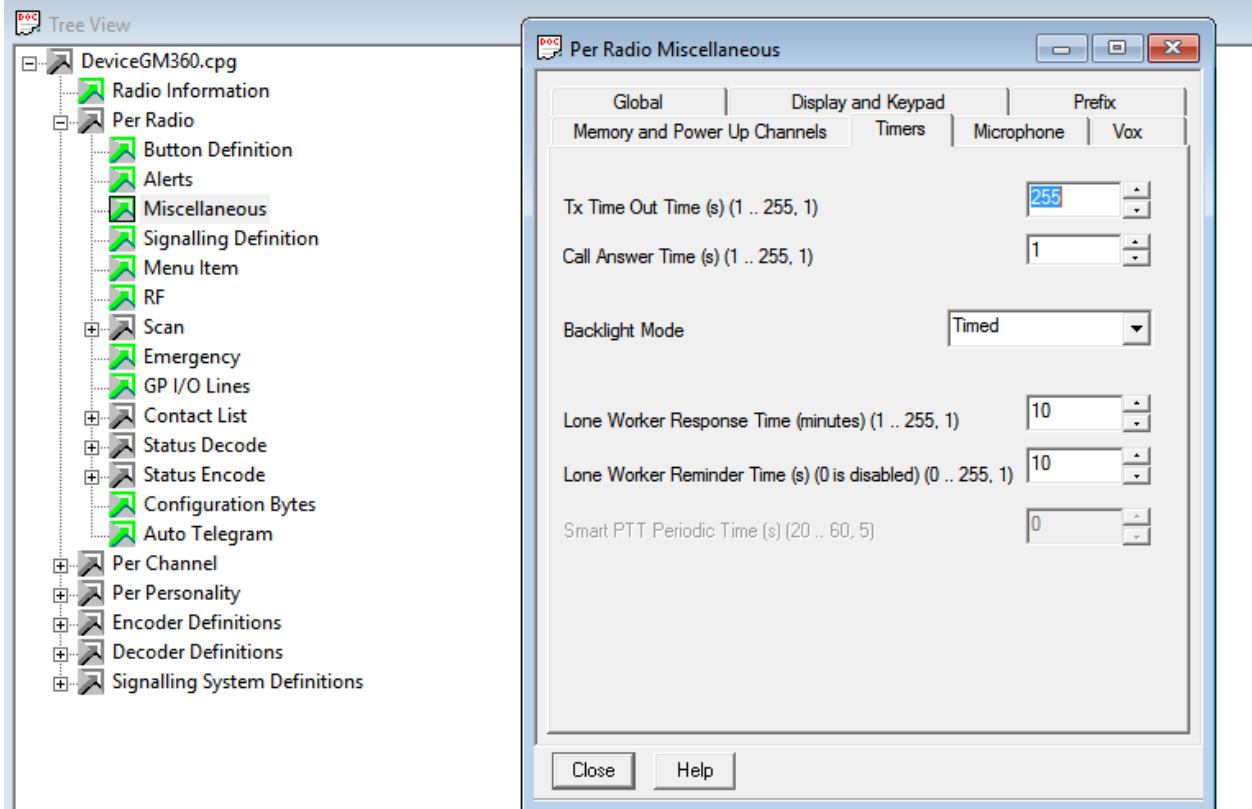 Tree View
DeviceGM360.cpg
Radio Information
Per Radio
Button Definition
Alerts
Miscellaneous
Signalling Definition
Menu Item
RF
Scan
Emergency
GP I/O Lines
Contact List
Status Decode
Status Encode
Configuration Bytes
Auto Telegram
Per Channel
Per Personality
Encoder Definitions
Decoder Definitions
Signalling System Definitions
DOC Per Radio Miscellaneous
Global Display and Keypad Prefix
Memory and Power Up Channels Timers Microphone Vox
Tx Time Out Time (s) (1 .. 255, 1) 255
Call Answer Time (s) (1 .. 255, 1) 1
Backlight Mode Timed
Lone Worker Response Time (minutes) (1 .. 255, 1) 10
Lone Worker Reminder Time (s) (0 is disabled) (0 .. 255, 1) 10
Smart PTT Periodic Time (s) (20 .. 60, 5) 0
Close Help